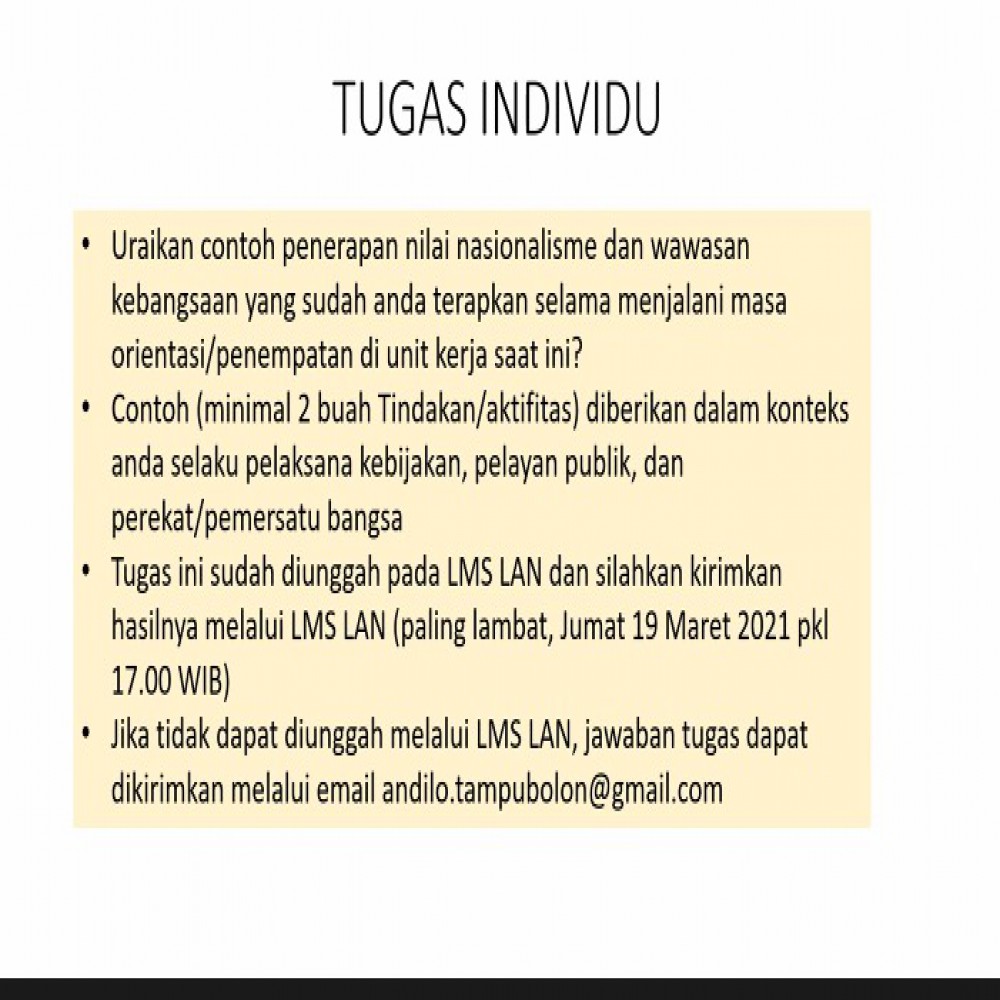 TUGAS INDIVIDU
• Uraikan contoh penerapan nilai nasionalisme dan wawasan
kebangsaan yang sudah anda terapkan selama menjalani masa
orientasi/penempatan di unit kerja saat ini?
• Contoh (minimal 2 buah Tindakan/aktifitas) diberikan dalam konteks
anda selaku pelaksana kebijakan, pelayan publik, dan
perekat/pemersatu bangsa
• Tugas ini sudah diunggah pada LMS LAN dan silahkan kirimkan
hasilnya melalui LMS LAN (paling lambat, Jumat 19 Maret 2021 pkl
17.00 WIB)
• Jika tidak dapat diunggah melalui LMS LAN, jawaban tugas dapat
dikirimkan melalui email andilo.tampubolon@gmail.com